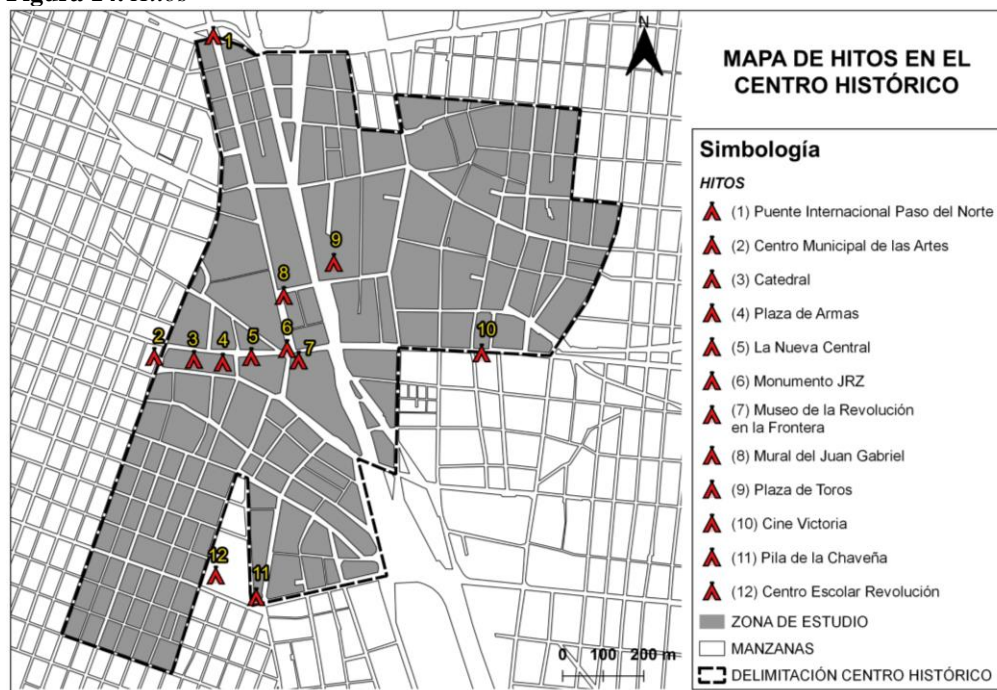 MAPA DE HITOS EN EL
CENTRO HISTÓRICO
Simbología
HITOS
(1) Puente Internacional Paso del Norte
(2) Centro Municipal de las Artes
(3) Catedral
(4) Plaza de Armas
(5) La Nueva Central
(6) Monumento JRZ
(7) Museo de la Revolución
en la Frontera
(8) Mural del Juan Gabriel
(9) Plaza de Toros
(10) Cine Victoria
(11) Pila de la Chaveña
(12) Centro Escolar Revolución
ZONA DE ESTUDIO
MANZANAS
DELIMITACIÓN CENTRO HISTÓRICO
N
1
9
8
2
3
4
5
6
7
10
12
11
0 100 200 m